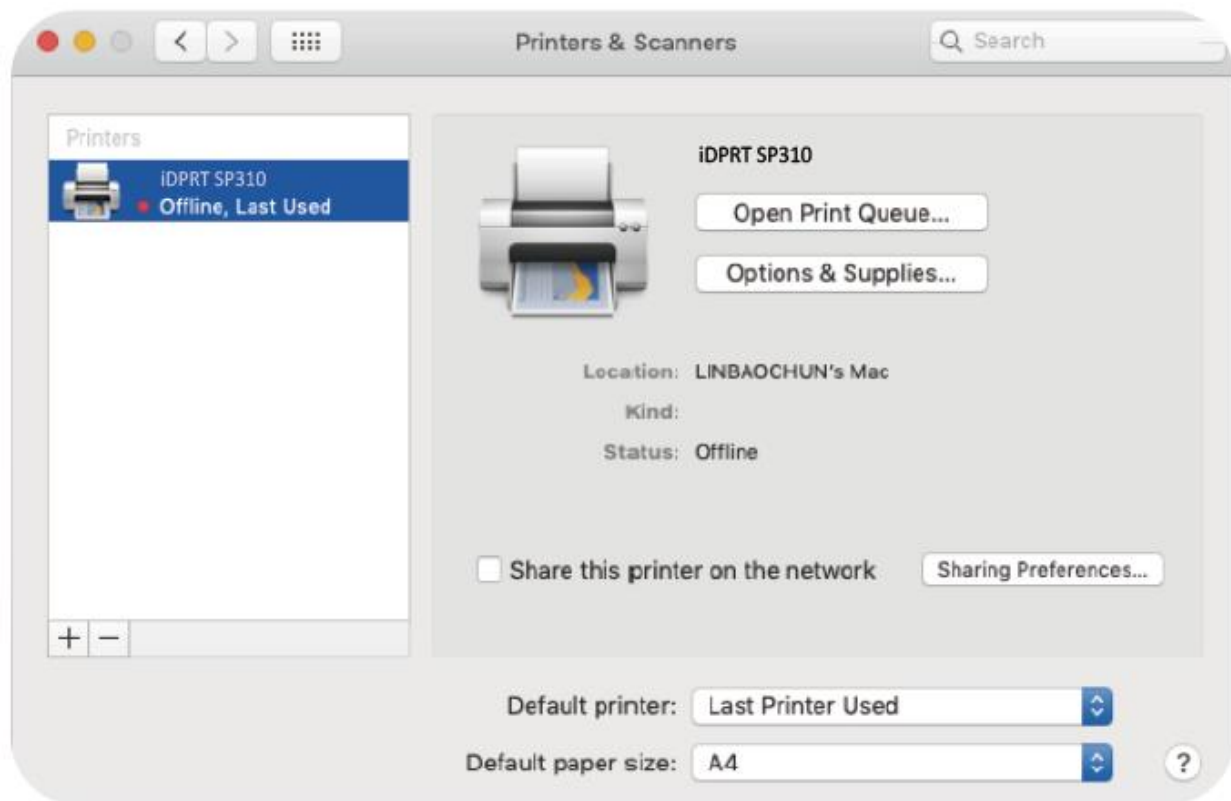 Printers & Scanners
Search
Printers
iDPRT SP310
Offline, Last Used
iDPRT SP310
Open Print Queue...
Options & Supplies...
Location: LINBAOCHUN's Mac
Kind:
Status: Offline
Share this printer on the network
Sharing Preferences...
+ −
Default printer: Last Printer Used
Default paper size: A4
?